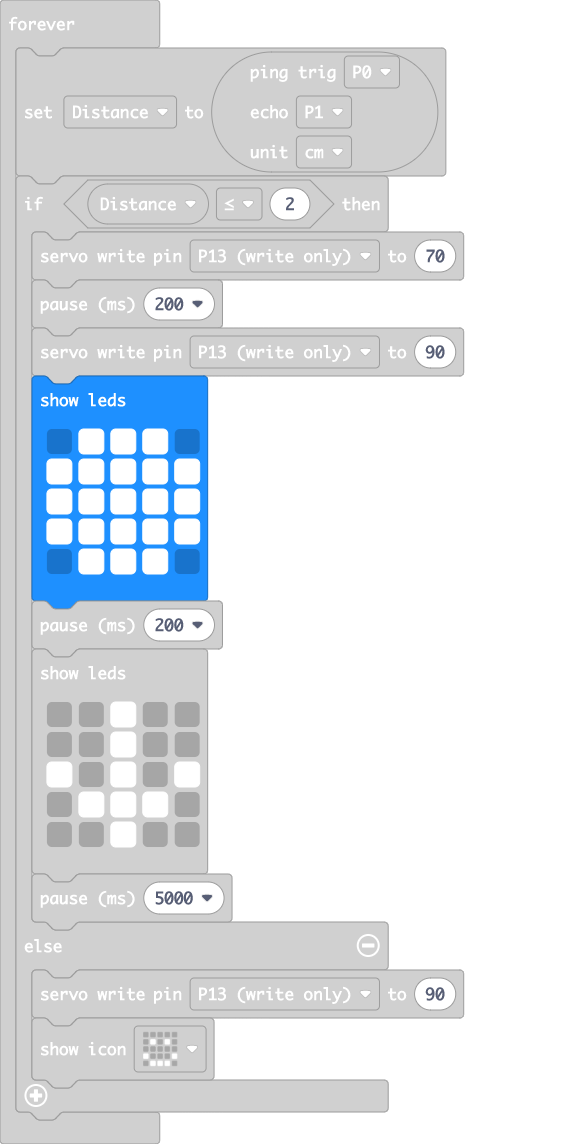 forever
ping trig P0
set Distance to echo P1
unit cm
if Distance ≤ 2 then
servo write pin P13 (write only) to 70
pause (ms) 200
servo write pin P13 (write only) to 90
show leds
pause (ms) 200
show leds
pause (ms) 5000
else
servo write pin P13 (write only) to 90
show icon